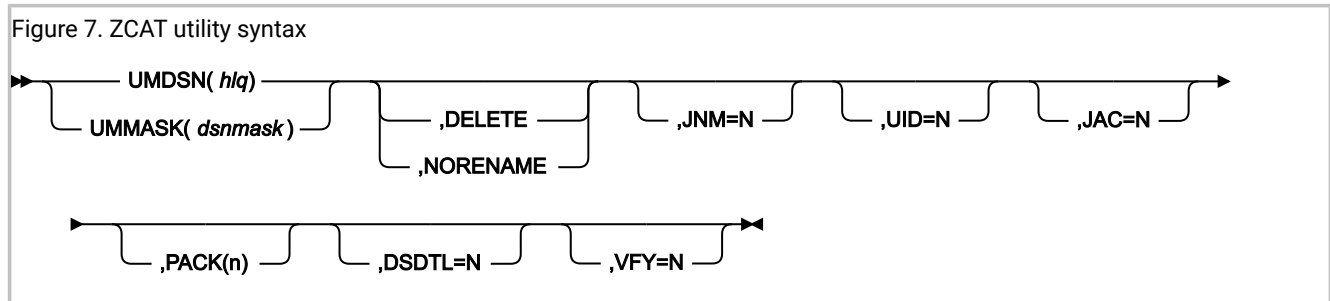 Figure 7. ZCAT utility syntax
UMDSN( hlq)
UMMASK( dsnmask )
,DELETE
,NORENAME
,JNM=N
,UID=N
,JAC=N
,PACK(n)
,DSDTL=N
,VFY=N